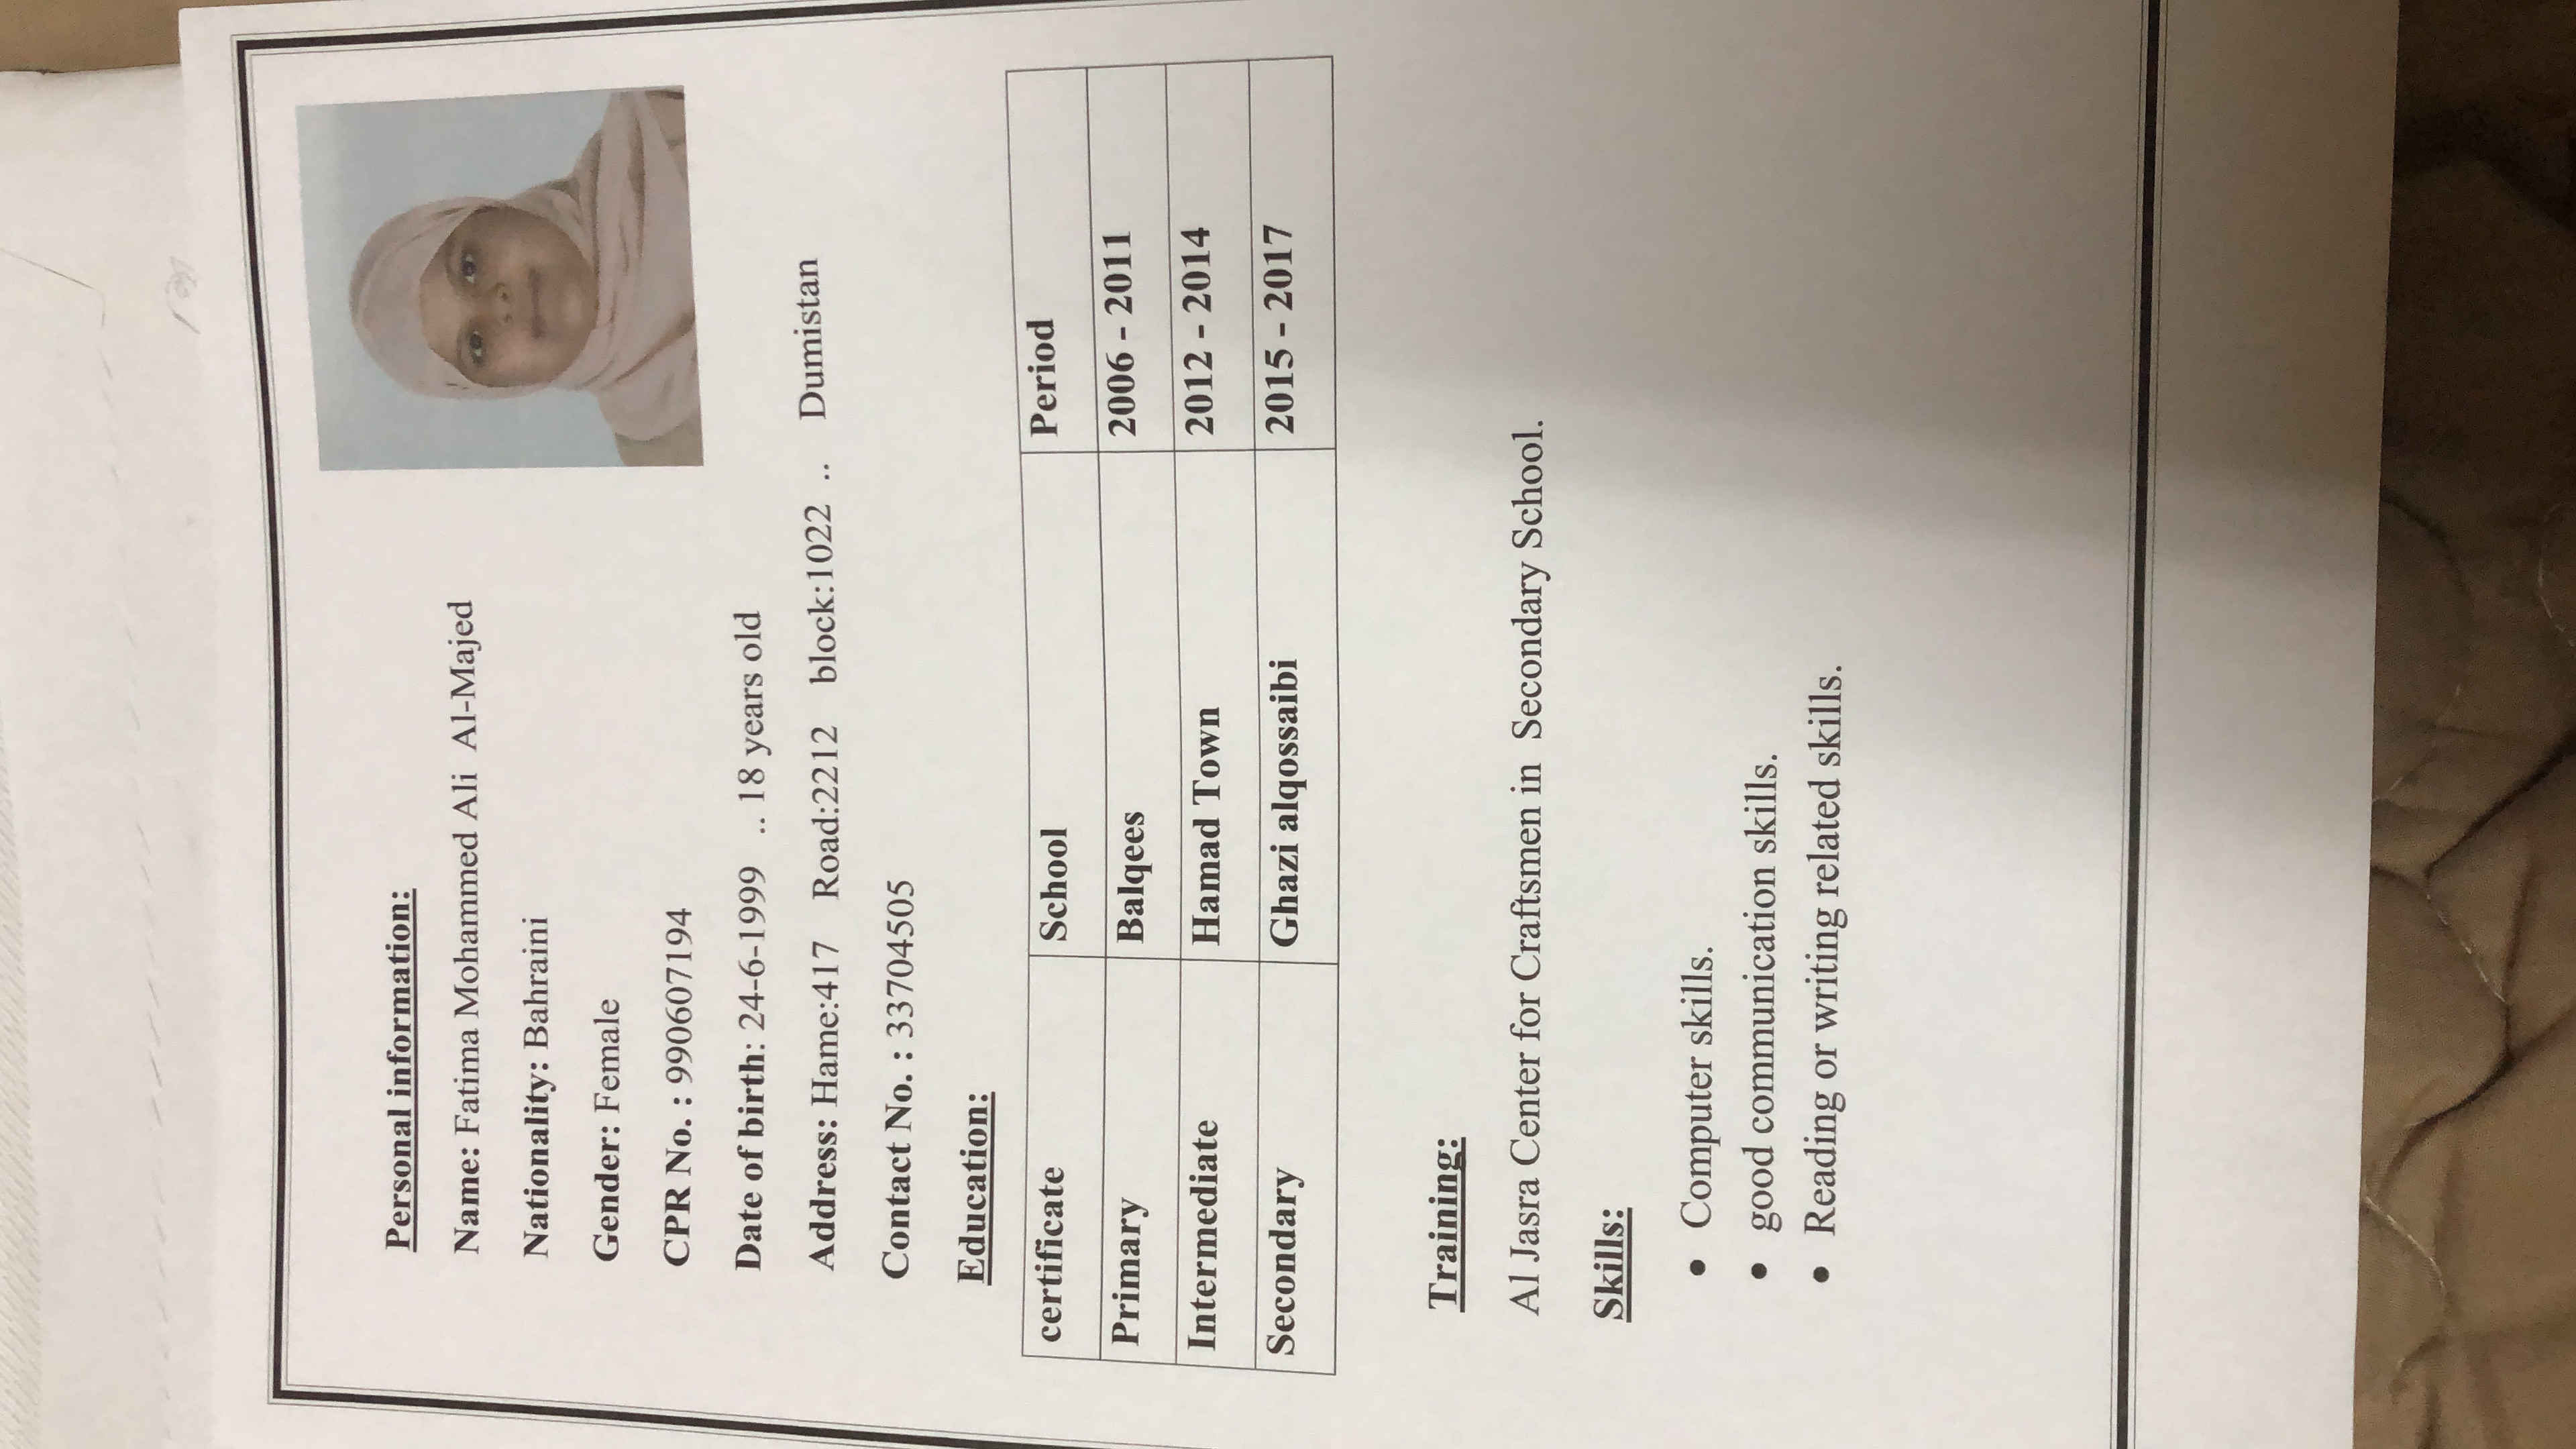 Personal information:
Name: Fatima Mohammed Ali Al-Majed
Nationality: Bahraini
Gender: Female
CPR No. : 990607194
Date of birth: 24-6-1999 .. 18 years old
Address: Hame:417 Road:2212 block:1022 .. Dumistan
Contact No. : 33704505
Education:
certificate School Period
Primary Balqees 2006 - 2011
Intermediate Hamad Town 2012 - 2014
Secondary Ghazi alqossaibi 2015 - 2017
Training:
Al Jasra Center for Craftsmen in Secondary School.
Skills:
• Computer skills.
• good communication skills.
• Reading or writing related skills.